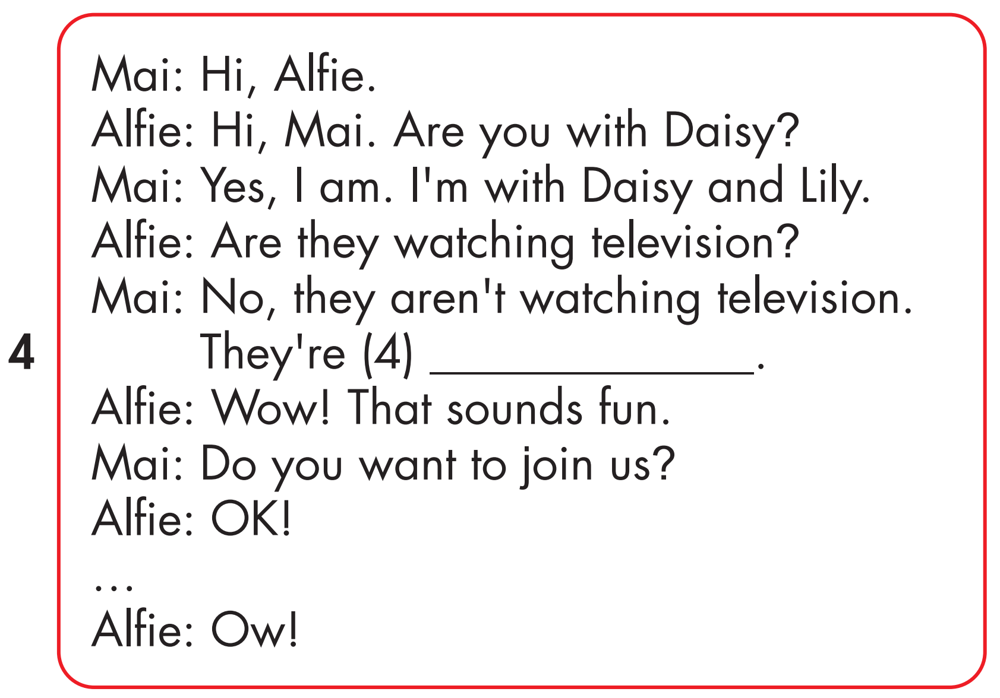 Mai: Hi, Alfie.
Alfie: Hi, Mai. Are you with Daisy?
Mai: Yes, I am. I'm with Daisy and Lily.
Alfie: Are they watching television?
Mai: No, they aren't watching television.
4 They're (4) ______________.
Alfie: Wow! That sounds fun.
Mai: Do you want to join us?
Alfie: OK!
...
Alfie: Ow!